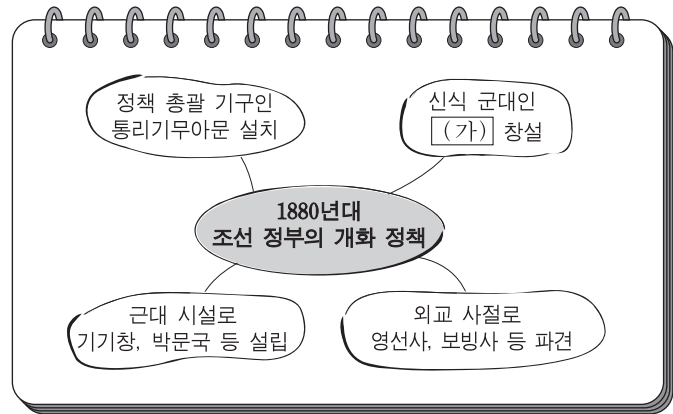 정책 총괄 기구인
통리기무아문 설치
신식 군대인
(가) 창설
1880년대
조선 정부의 개화 정책
근대 시설로
기기창, 박문국 등 설립
외교 사절로
영선사, 보빙사 등 파견